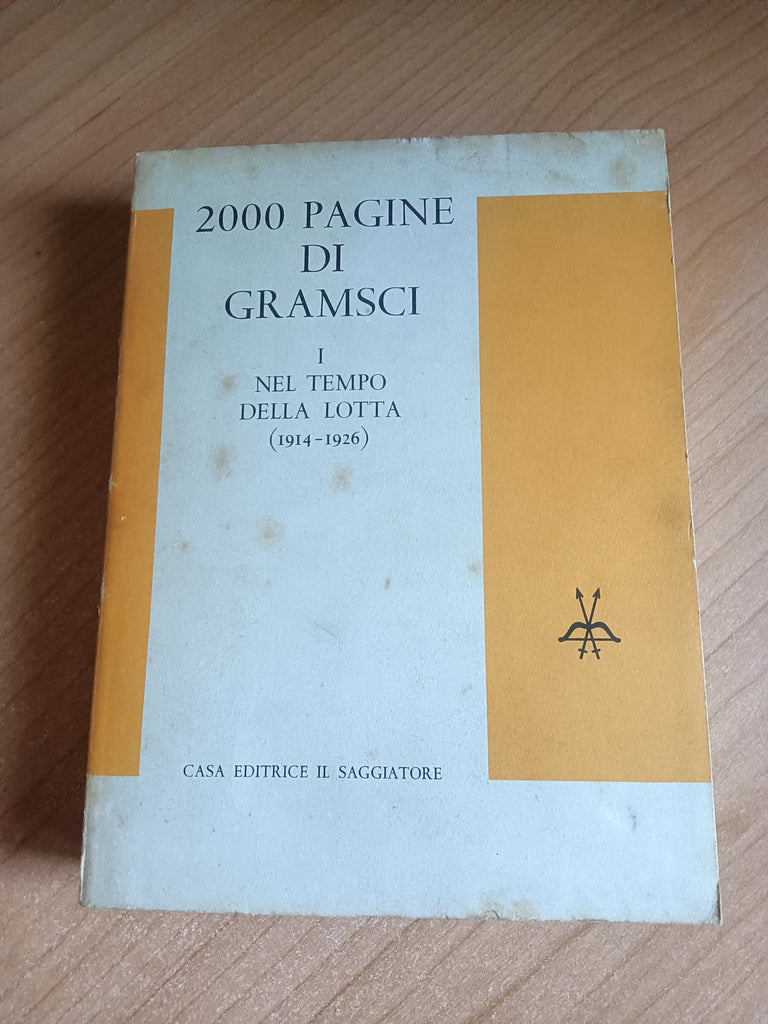 2000 PAGINE
DI
GRAMSCI
I
NEL TEMPO
DELLA LOTTA
(1914-1926)
CASA EDITRICE IL SAGGIATORE